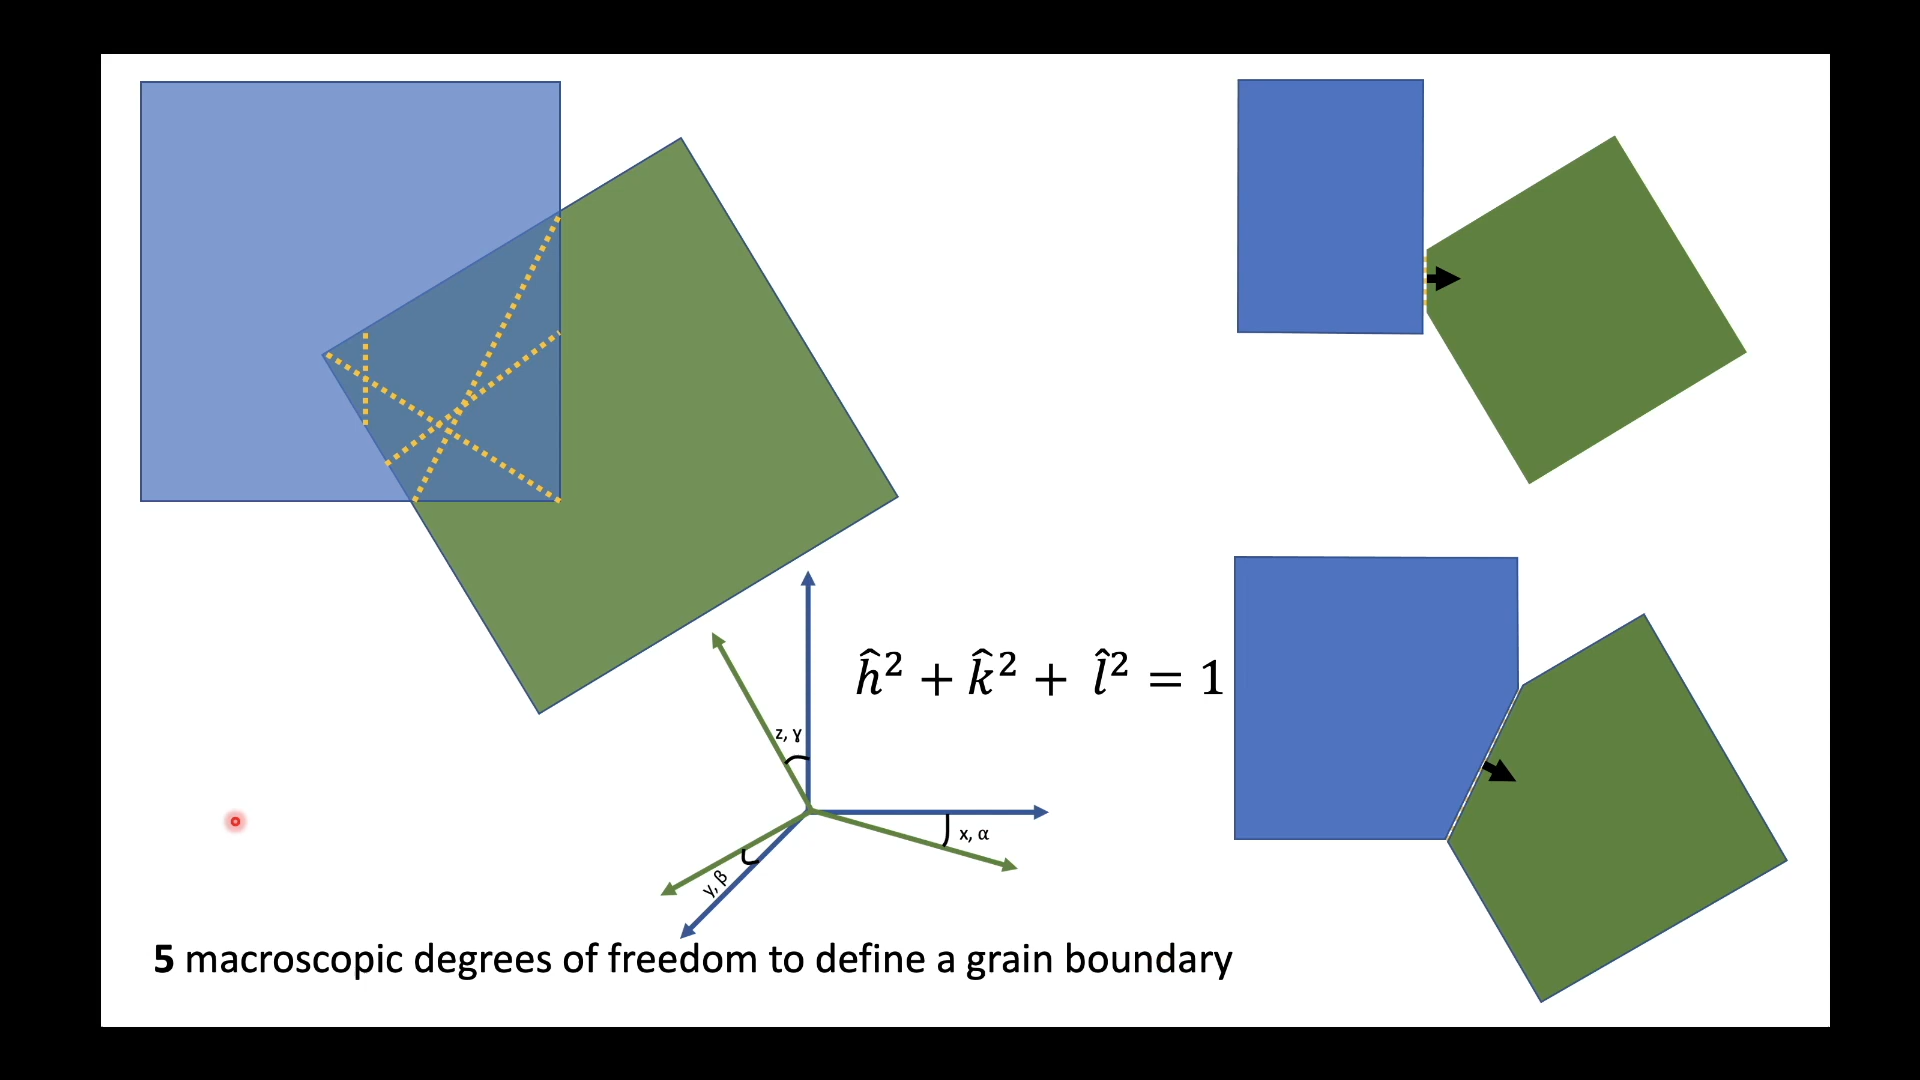 ĥ² + k̂² + l̂² = 1
z, γ
x, α
γ, β
5 macroscopic degrees of freedom to define a grain boundary